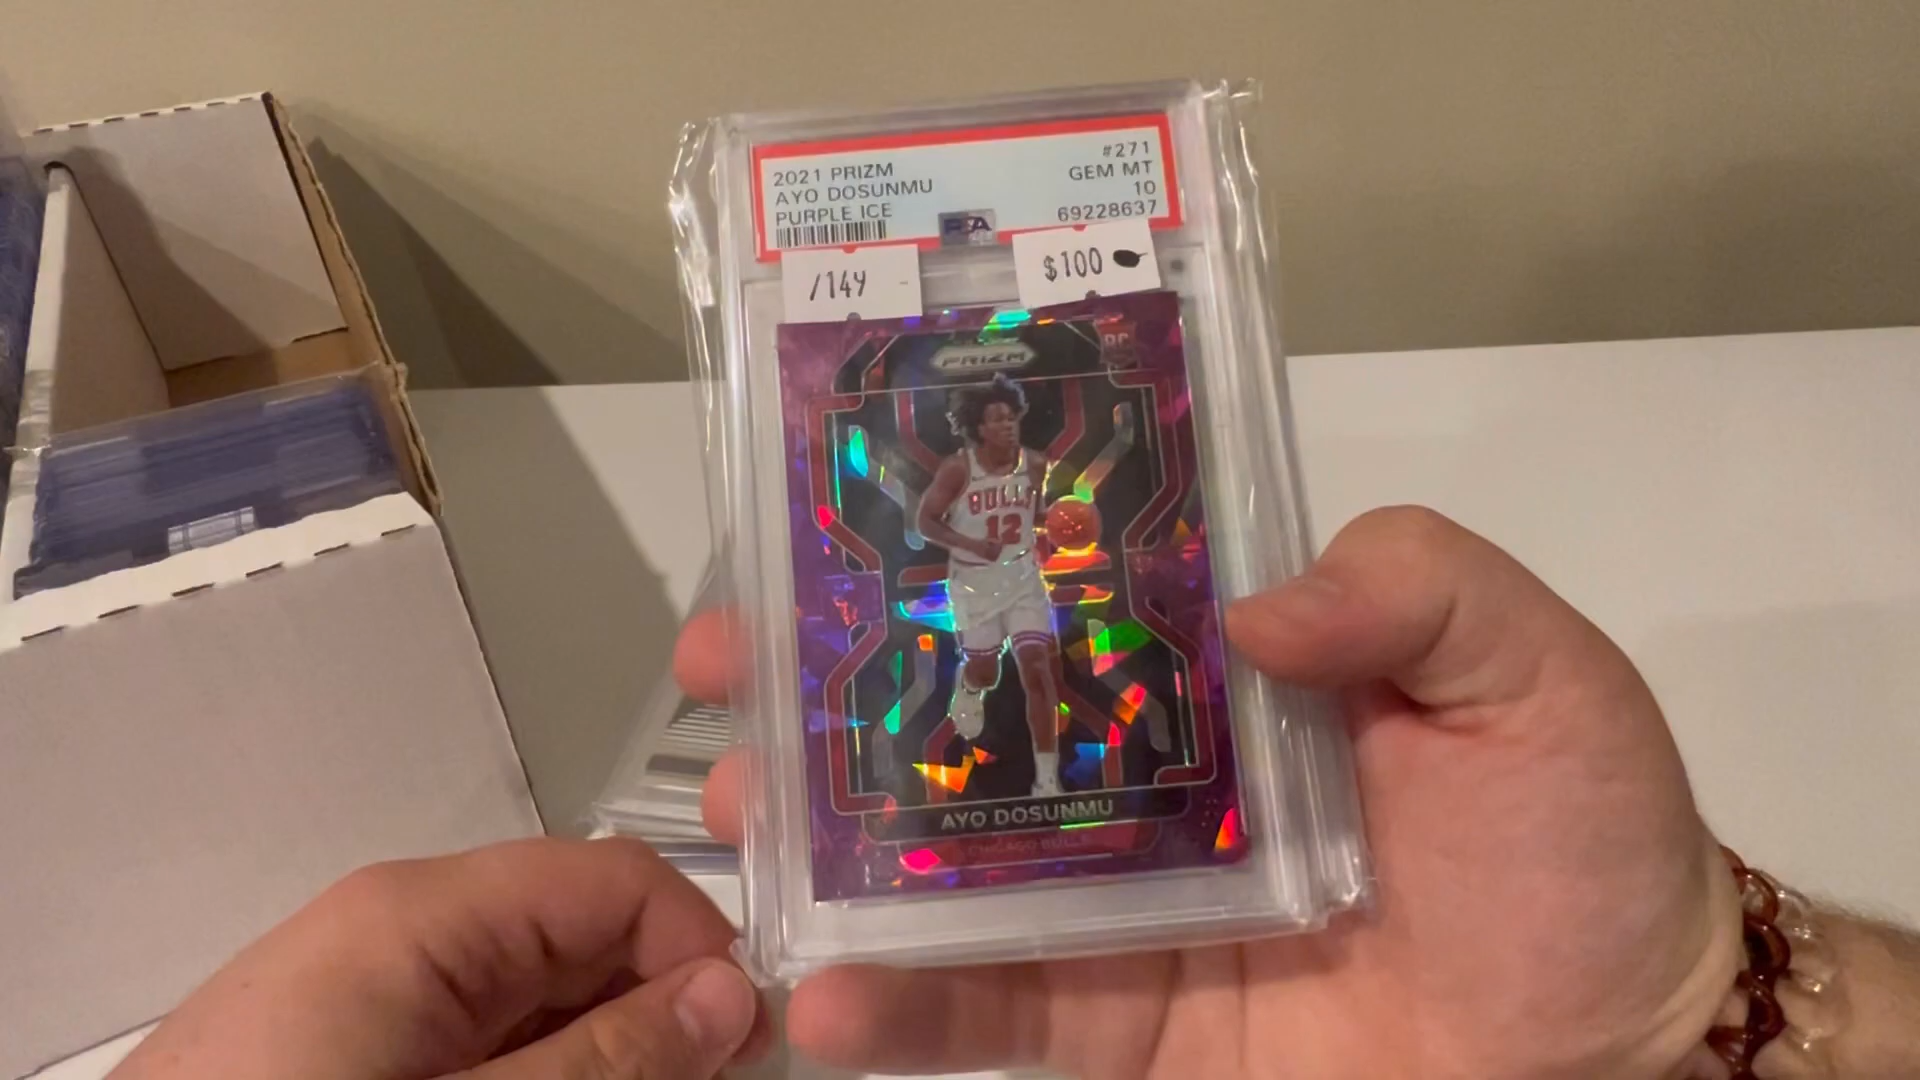 2021 PRIZM
AYO DOSUNMU
PURPLE ICE
#271
GEM MT
10
69228637
PSA
/149
$100
PRIZM
RC
BULLS
12
AYO DOSUNMU
CHICAGO BULLS